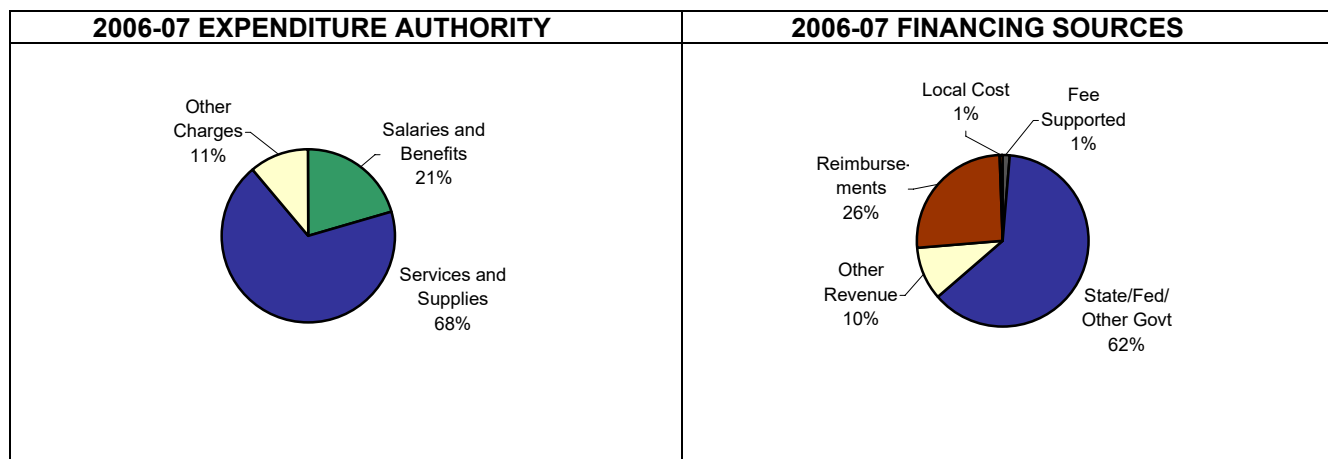 2006-07 EXPENDITURE AUTHORITY
Other
Charges
11%
Salaries and
Benefits
21%
Services and
Supplies
68%
2006-07 FINANCING SOURCES
Local Cost
1%
Fee
Supported
1%
Reimburse-
ments
26%
Other
Revenue
10%
State/Fed/
Other Govt
62%